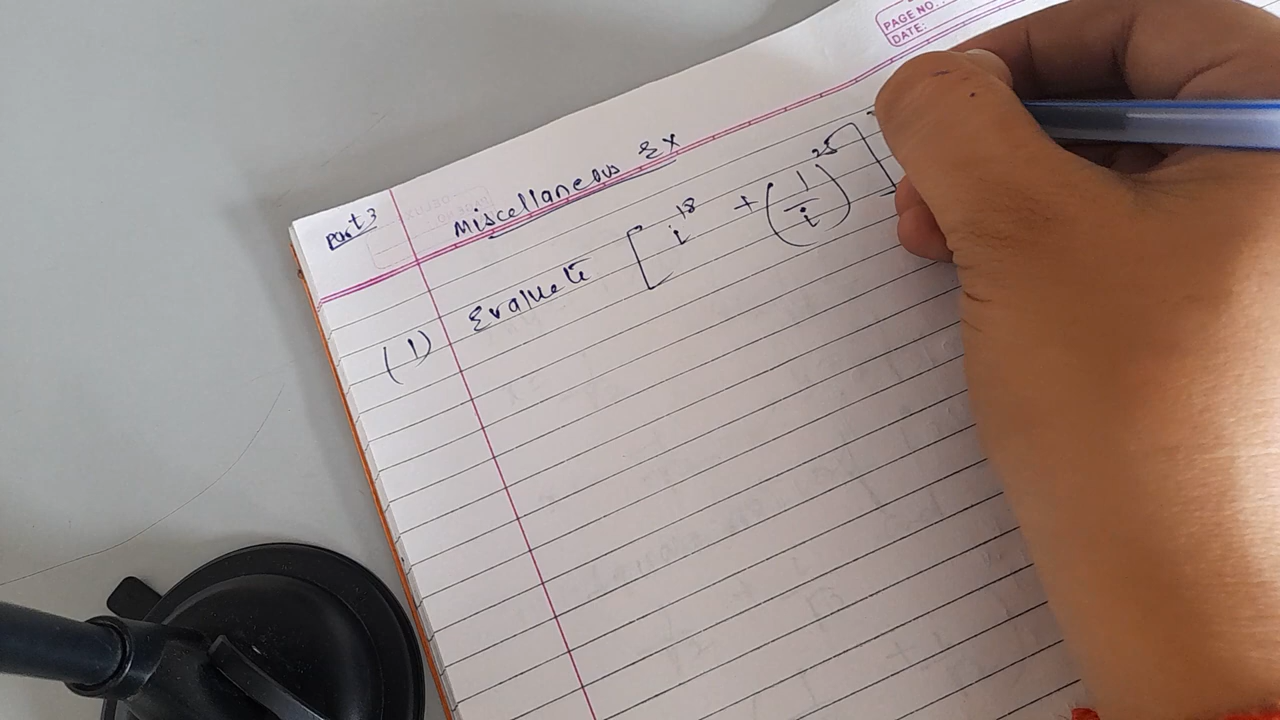 PAGE NO.:
DATE:
Part 3
Miscellaneous Ex
(1) Evaluate [i^18 + (1/i)^25]